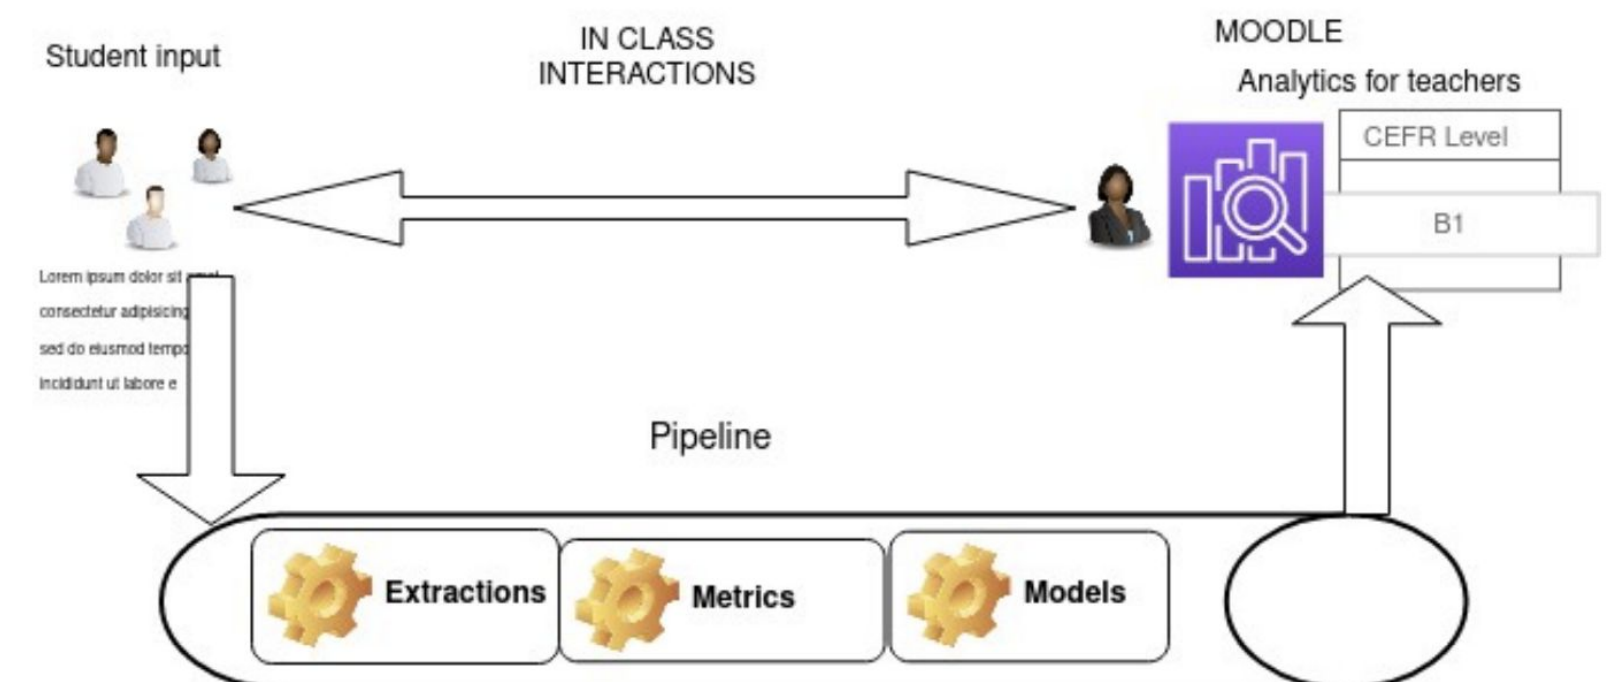 Student input
IN CLASS
INTERACTIONS
MOODLE
Analytics for teachers
CEFR Level
B1
Lorem ipsum dolor sit
consectetur adipisicing
sed do eiusmod tempo
incididunt ut labore e
Pipeline
Extractions
Metrics
Models